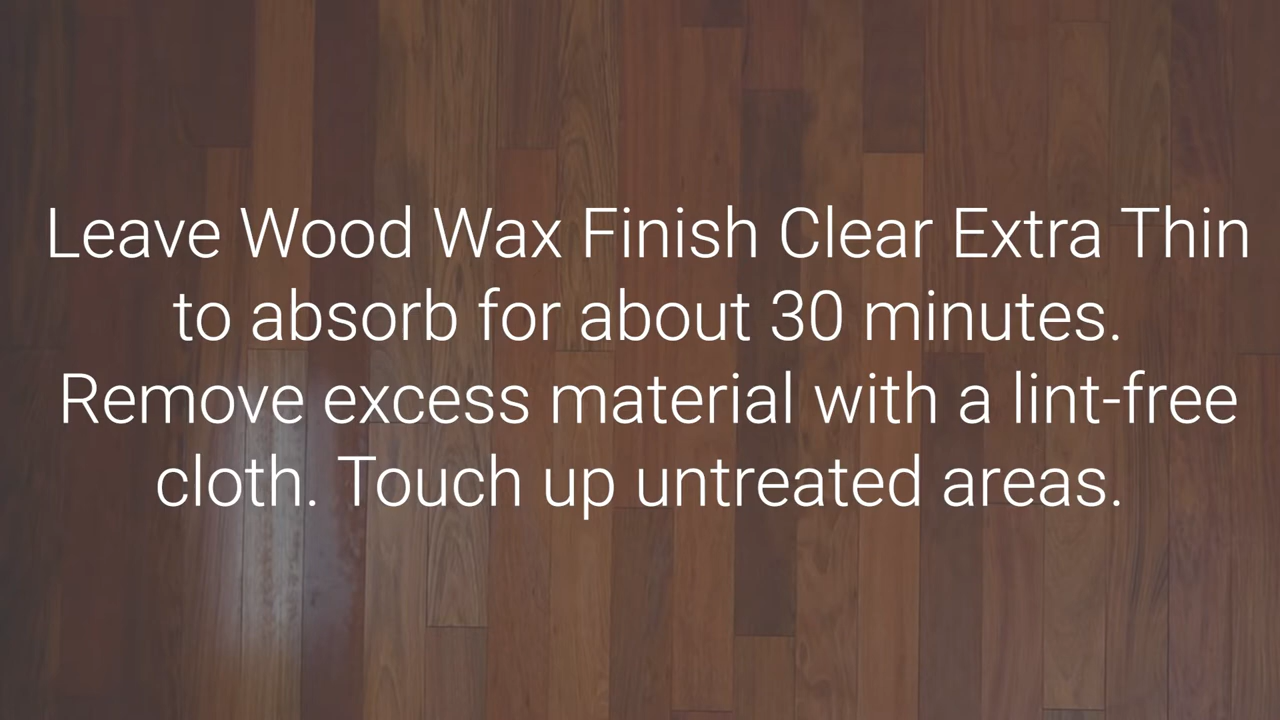 Leave Wood Wax Finish Clear Extra Thin
to absorb for about 30 minutes.
Remove excess material with a lint-free
cloth. Touch up untreated areas.